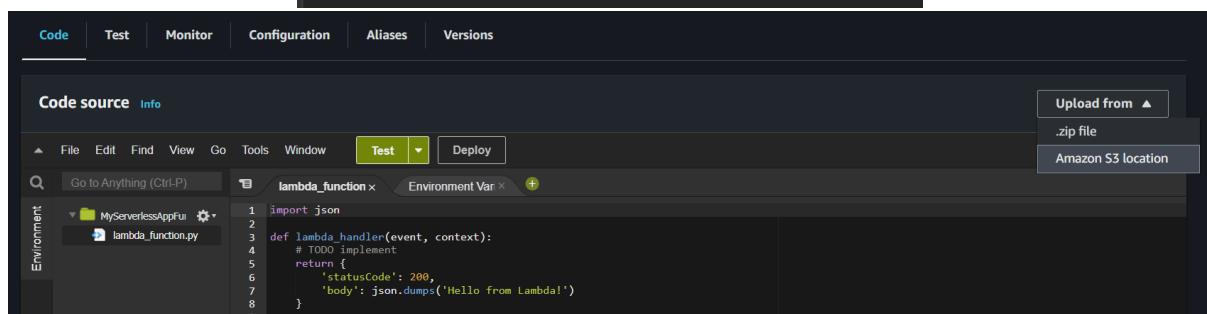 Code Test Monitor Configuration Aliases Versions
Code source Info
Upload from ▲
.zip file
Amazon S3 location
File Edit Find View Go Tools Window Test Deploy
Go to Anything (Ctrl-P)
lambda_function × Environment Var ×
Environment
MyServerlessAppFu
lambda_function.py
1 import json
2
3 def lambda_handler(event, context):
4 # TODO implement
5 return {
6 'statusCode': 200,
7 'body': json.dumps('Hello from Lambda!')
8 }